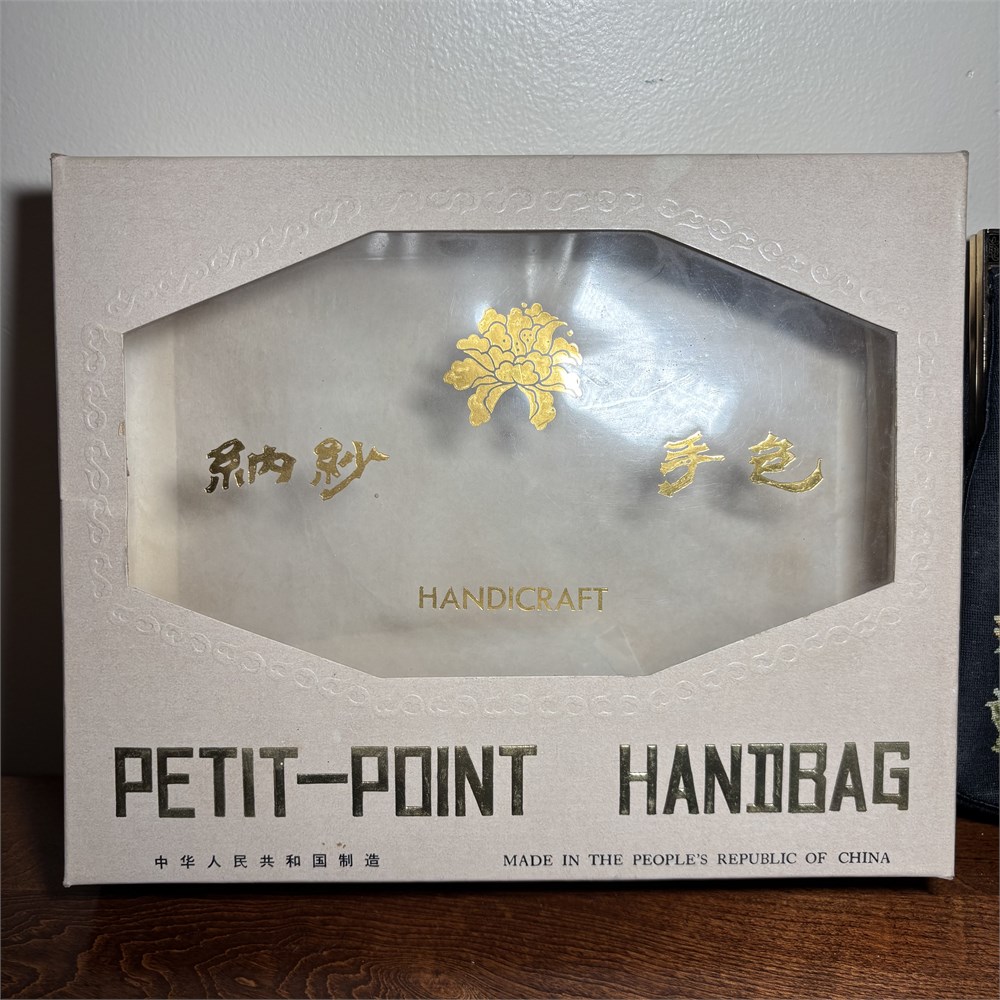 納紗 手包
HANDICRAFT
PETIT-POINT HANDBAG
中华人民共和国制造 MADE IN THE PEOPLE'S REPUBLIC OF CHINA